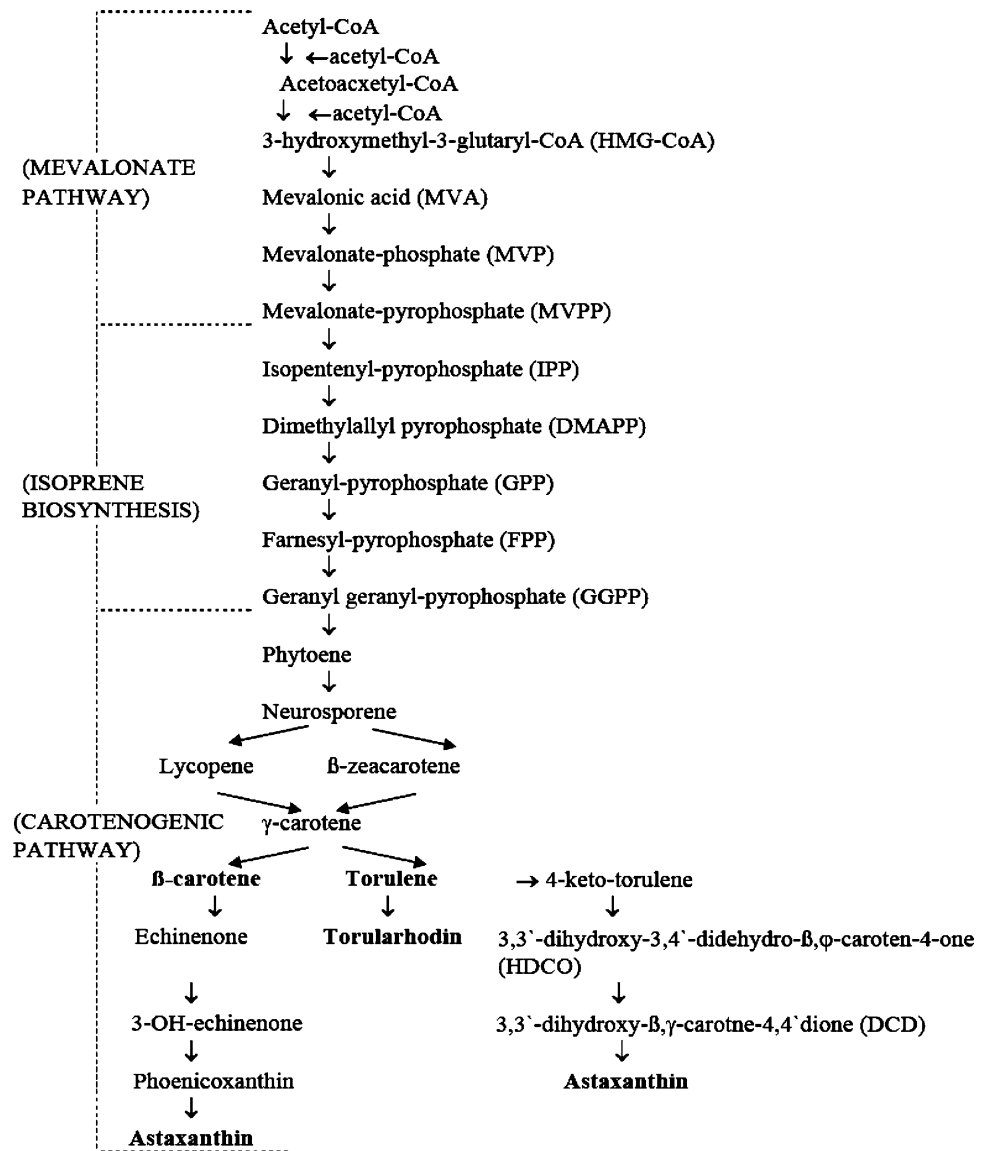 Acetyl-CoA
↓ ←acetyl-CoA
Acetoacxetyl-CoA
↓ ←acetyl-CoA
3-hydroxymethyl-3-glutaryl-CoA (HMG-CoA)
(MEVALONATE
PATHWAY)
↓
Mevalonic acid (MVA)
↓
Mevalonate-phosphate (MVP)
↓
Mevalonate-pyrophosphate (MVPP)
↓
Isopentenyl-pyrophosphate (IPP)
↓
Dimethylallyl pyrophosphate (DMAPP)
↓
(ISOPRENE
BIOSYNTHESIS)
Geranyl-pyrophosphate (GPP)
↓
Farnesyl-pyrophosphate (FPP)
↓
Geranyl geranyl-pyrophosphate (GGPP)
↓
Phytoene
↓
Neurosporene
Lycopene ß-zeacarotene
(CAROTENOGENIC
PATHWAY)
γ-carotene
ß-carotene Torulene → 4-keto-torulene
↓ ↓ ↓
Echinenone Torularhodin 3,3`-dihydroxy-3,4`-didehydro-ß,φ-caroten-4-one
(HDCO)
↓ ↓
3-OH-echinenone 3,3`-dihydroxy-ß,γ-carotne-4,4`dione (DCD)
↓ ↓
Phoenicoxanthin Astaxanthin
↓
Astaxanthin